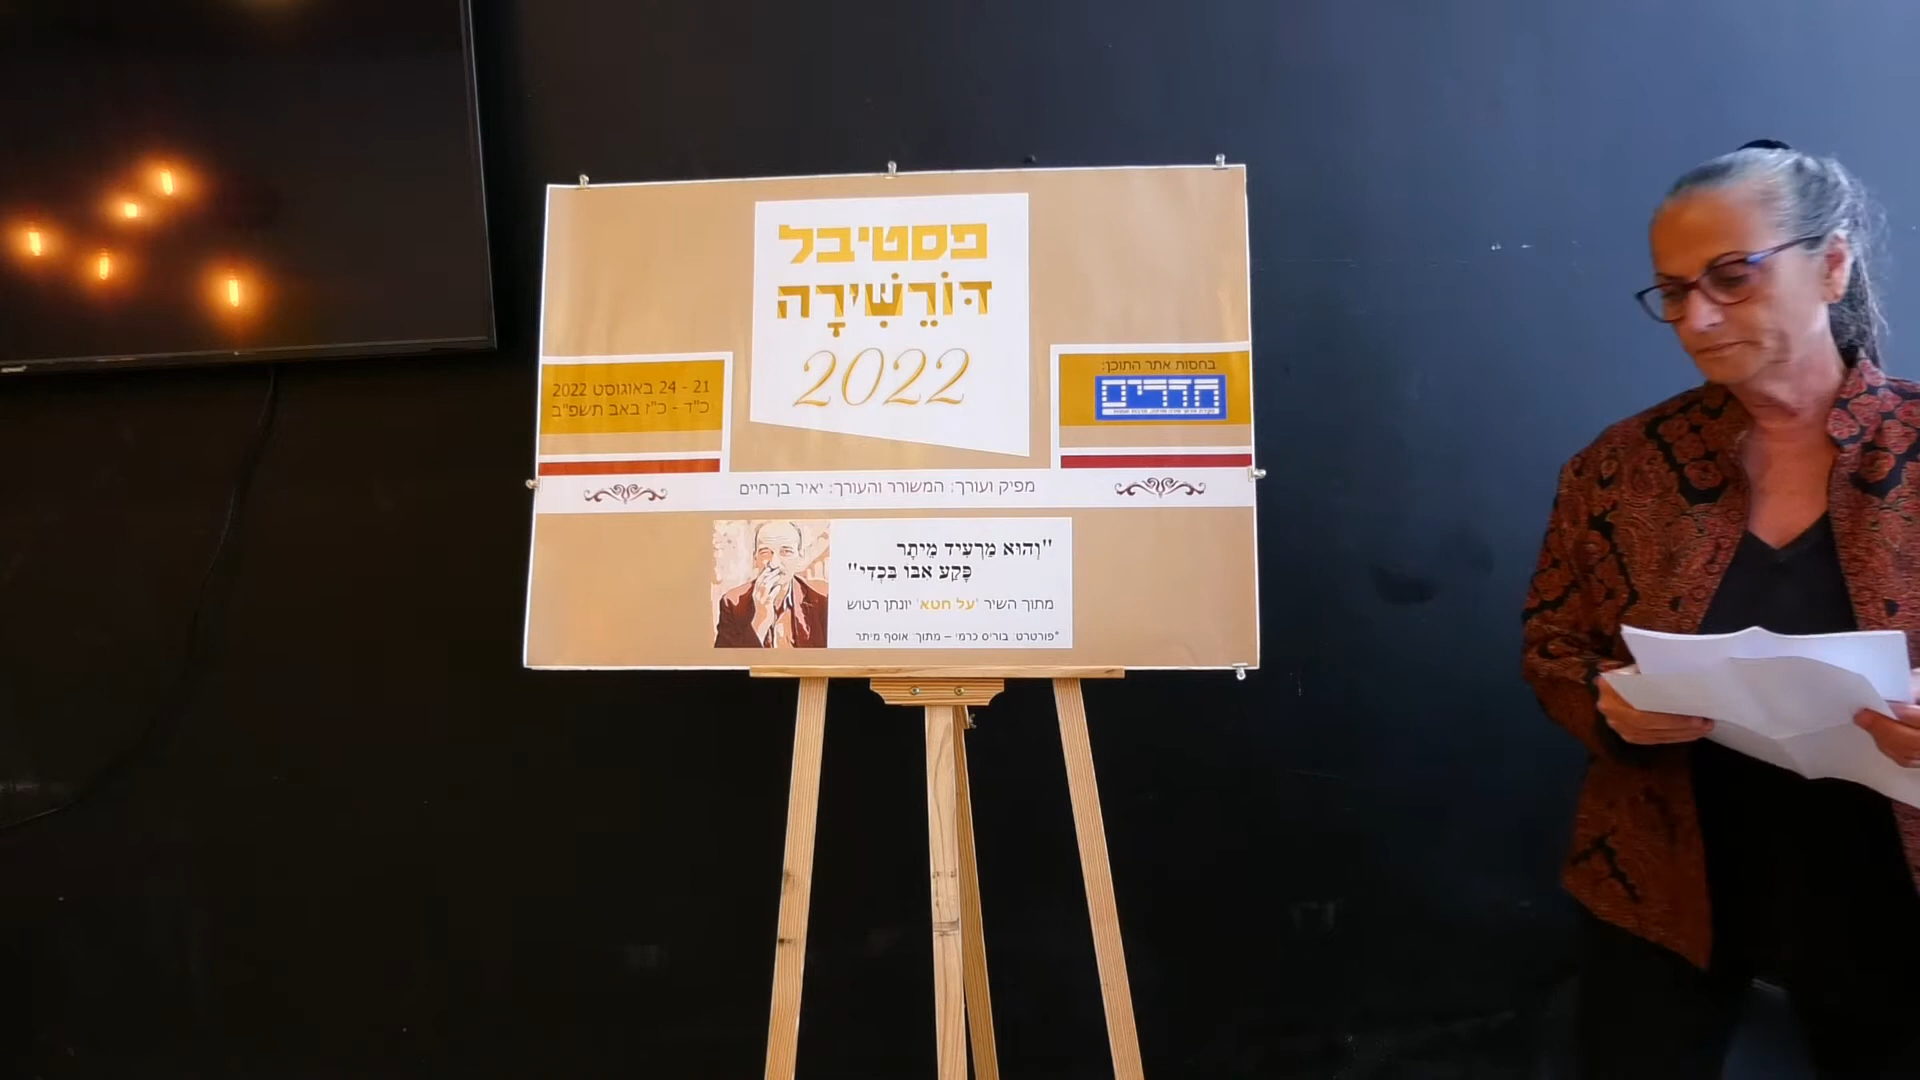 פסטיבל
דּוֹרֵשִׁירָה
2022
בחסות אתר התוכן:
חדרים
21 - 24 באוגוסט 2022
כ"ד - כ"ז באב תשפ"ב
מפיק ועורך: המשורר והעורך: יאיר בן־חיים
"וְהוּא מַרְעִיד מֵיתָר
פָּקַע אִבּוֹ בִּכְדִי"
מתוך השיר 'על חטא' יונתן רטוש
*פורטרט: בוריס כרמי – מתוך: אוסף מיתר